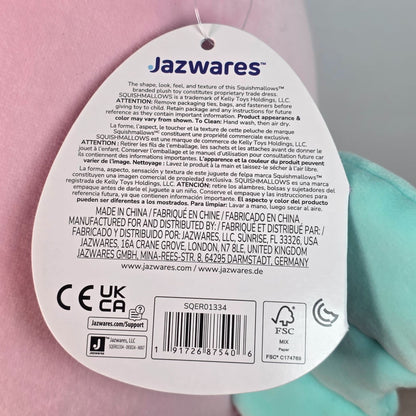 Jazwares™
The shape, look, feel, and texture of this Squishmallows™
branded plush toy constitutes proprietary trade dress.
SQUISHMALLOWS is a trademark of Kelly Toys Holdings, LLC.
ATTENTION: Remove packaging ties, bags, and fasteners before
giving toy to child. Retain package and instructions for future
reference as they contain important information. Product appearance &
color may vary from shown. To Clean: Hand wash, then air dry.
La forme, l'aspect, le toucher et la texture de cette peluche de marque
Squishmallows™ constituent une propriété commerciale exclusive.
SQUISHMALLOWS est une marque de commerce de Kelly Toys Holdings, LLC.
ATTENTION: Retirer les fils de l'emballage, les sachets et les attaches avant de donner le
jouet à l'enfant. Conserver l'emballage et le manuel d'utilisation pour consultation future car
ils contiennent des informations importantes. L'apparence et la couleur du produit peuvent
varier de l'image. Nettoyage : Lavez le produit à la main et laissez le sécher à l'air libre.
La forma, aspecto, sensación y textura de este juguete de felpa marca Squishmallows™
constituyen una imagen comercial de propiedad exclusiva. SQUISHMALLOWS es una marca
registrada de Kelly Toys Holdings, LLC. ATENCIÓN: retire los alambres, bolsas y sujetadores del
empaque antes de dar el juguete a un niño. Conserve el empaque y las instrucciones para
referencia futura, ya que contienen información importante. El aspecto y color del producto
pueden ser diferentes a los mostrados. Para limpiar: Lavar a mano, luego secar al aire.
MADE IN CHINA / FABRIQUÉ EN CHINE / FABRICADO EN CHINA
MANUFACTURED FOR AND DISTRIBUTED BY / FABRIQUÉ ET DISTRIBUÉ PAR /
FABRICADO Y DISTRIBUIDO POR: JAZWARES, LLC, SUNRISE, FL 33326, USA
JAZWARES, 16A CRANE GROVE, LONDON, N7 8LE, UNITED KINGDOM
JAZWARES GMBH, MINA-REES-STR. 8, 64295 DARMSTADT, GERMANY
www.jazwares.com / www.jazwares.de
CE UK
CA
Jazwares.com/Support
J
JAZWARES
SQER01334
1 91726 87540 6
FSC
MIX
Paper
FSC® C174789